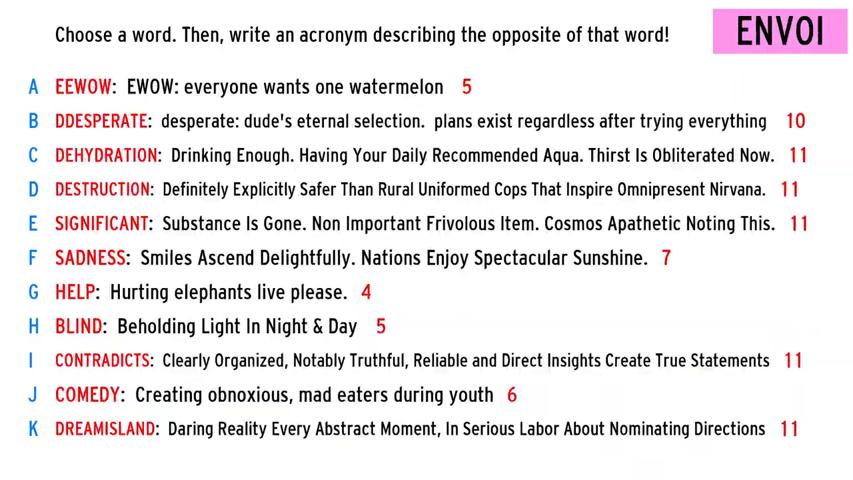 Choose a word. Then, write an acronym describing the opposite of that word!
ENVOI
A EEWOW: EWOW: everyone wants one watermelon 5
B DDESPERATE: desperate: dude's eternal selection. plans exist regardless after trying everything 10
C DEHYDRATION: Drinking Enough. Having Your Daily Recommended Aqua. Thirst Is Obliterated Now. 11
D DESTRUCTION: Definitely Explicitly Safer Than Rural Uniformed Cops That Inspire Omnipresent Nirvana. 11
E SIGNIFICANT: Substance Is Gone. Non Important Frivolous Item. Cosmos Apathetic Noting This. 11
F SADNESS: Smiles Ascend Delightfully. Nations Enjoy Spectacular Sunshine. 7
G HELP: Hurting elephants live please. 4
H BLIND: Beholding Light In Night & Day 5
I CONTRADICTS: Clearly Organized, Notably Truthful, Reliable and Direct Insights Create True Statements 11
J COMEDY: Creating obnoxious, mad eaters during youth 6
K DREAMISLAND: Daring Reality Every Abstract Moment, In Serious Labor About Nominating Directions 11